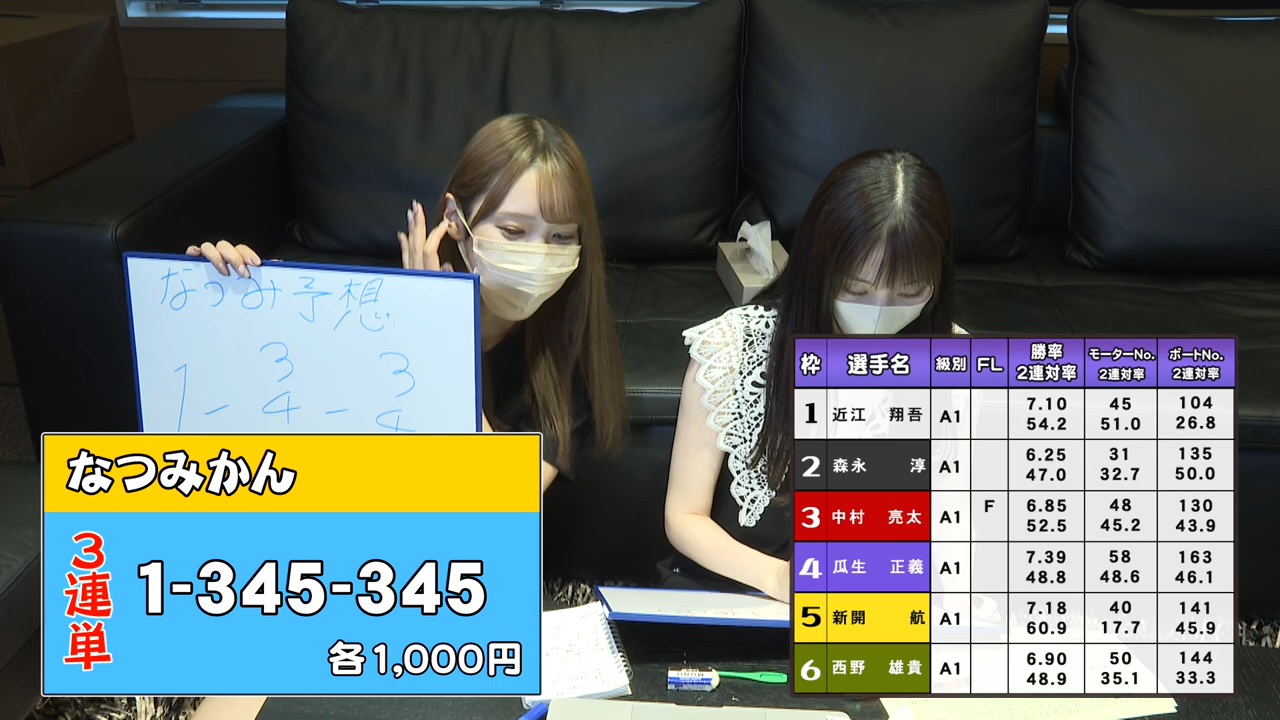 なつみ予想
3 3
1-4-4
なつみかん
3連単
1-345-345
各1,000円
枠 選手名 級別 FL 勝率 2連対率 モーターNo. 2連対率 ボートNo. 2連対率
1 近江 翔吾 A1 7.10 54.2 45 51.0 104 26.8
2 森永 淳 A1 6.25 47.0 31 32.7 135 50.0
3 中村 亮太 A1 F 6.85 52.5 48 45.2 130 43.9
4 瓜生 正義 A1 7.39 48.8 58 48.6 163 46.1
5 新開 航 A1 7.18 60.9 40 17.7 141 45.9
6 西野 雄貴 A1 6.90 48.9 50 35.1 144 33.3
MONO